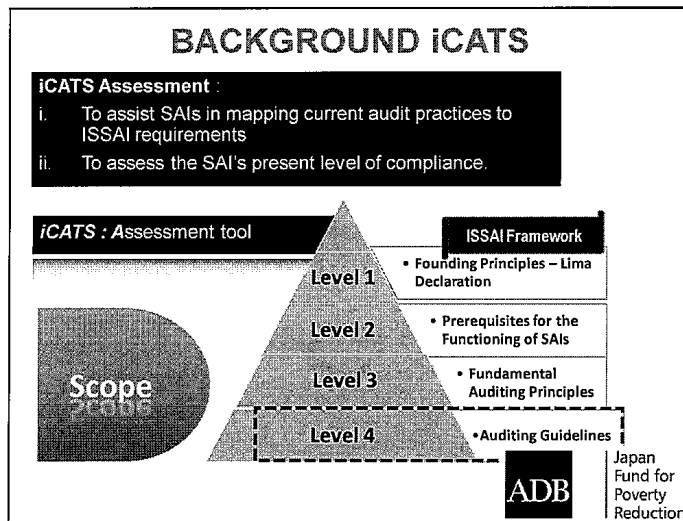 BACKGROUND iCATS
iCATS Assessment :
i. To assist SAIs in mapping current audit practices to
ISSAI requirements
ii. To assess the SAI's present level of compliance.
iCATS : Assessment tool
ISSAI Framework
Level 1
• Founding Principles – Lima
Declaration
Level 2
• Prerequisites for the
Functioning of SAIs
Scope
Level 3
• Fundamental
Auditing Principles
Level 4
•Auditing Guidelines
ADB
Japan
Fund for
Poverty
Reduction